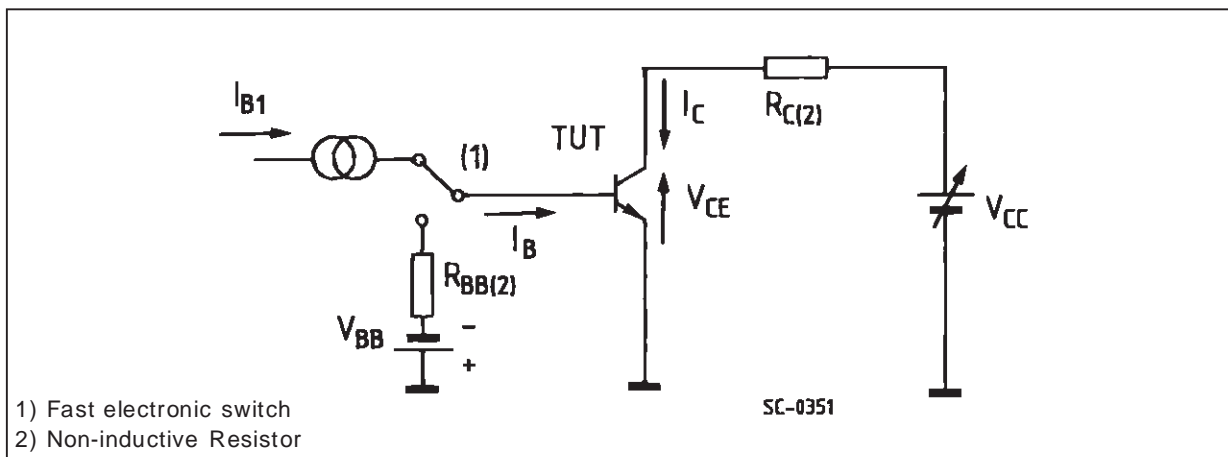 I_B1
(1)
TUT
I_C
R_C(2)
V_CE
V_CC
I_B
R_BB(2)
V_BB
−
+
SC-0351
1) Fast electronic switch
2) Non-inductive Resistor